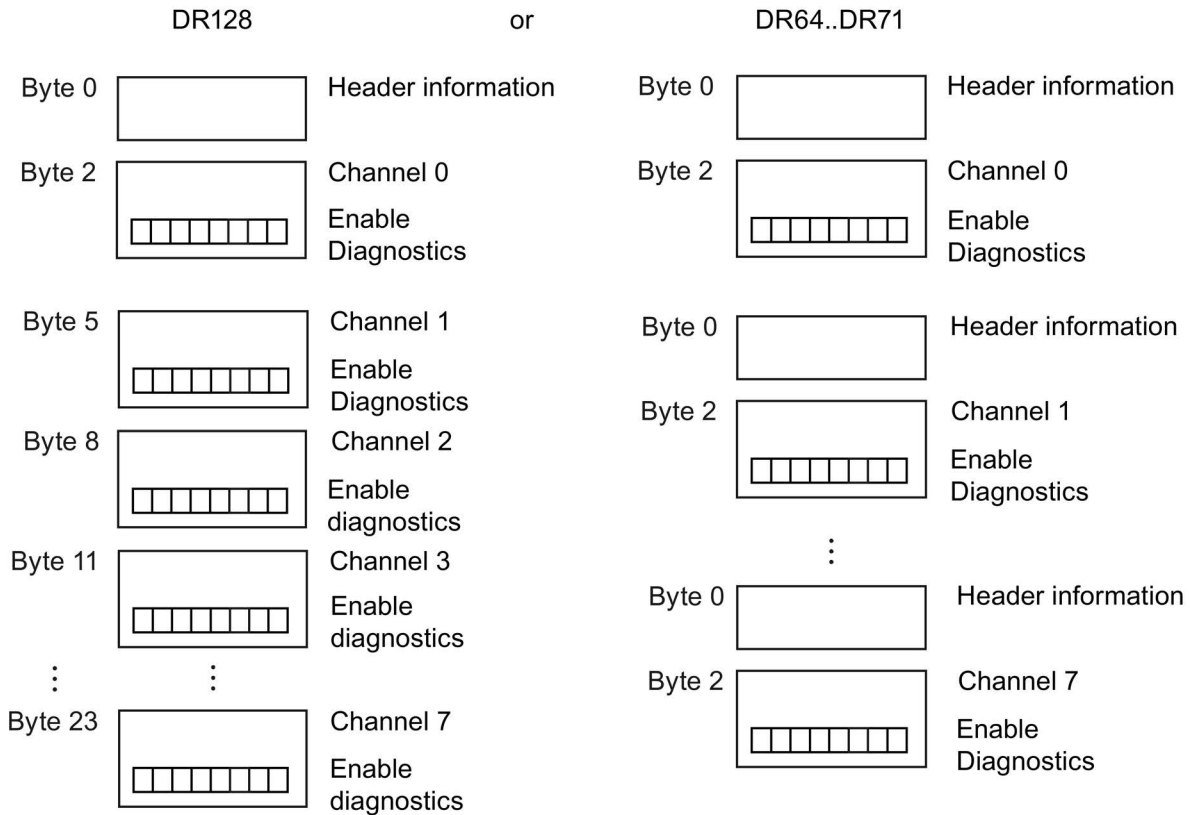 DR128 or DR64..DR71
Byte 0 Header information
Byte 2 Channel 0
Enable
Diagnostics
Byte 5 Channel 1
Enable
Diagnostics
Byte 8 Channel 2
Enable
diagnostics
Byte 11 Channel 3
Enable
diagnostics
Byte 23 Channel 7
Enable
diagnostics
Byte 0 Header information
Byte 2 Channel 0
Enable
Diagnostics
Byte 0 Header information
Byte 2 Channel 1
Enable
Diagnostics
Byte 0 Header information
Byte 2 Channel 7
Enable
Diagnostics